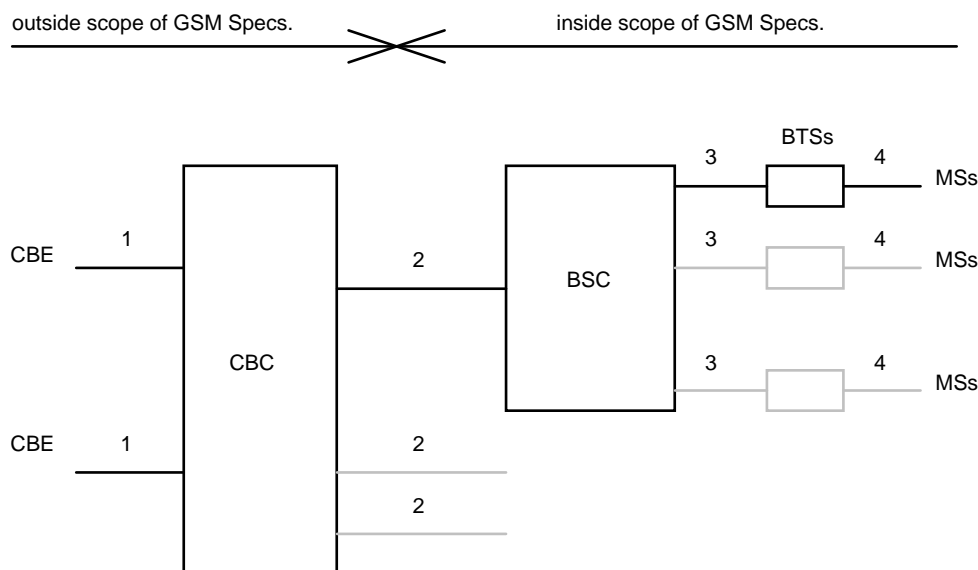 outside scope of GSM Specs. inside scope of GSM Specs.
BTSs
3 4 MSs
1 3 4 MSs
CBE 2 BSC
CBC 3 4 MSs
CBE 1 2
2